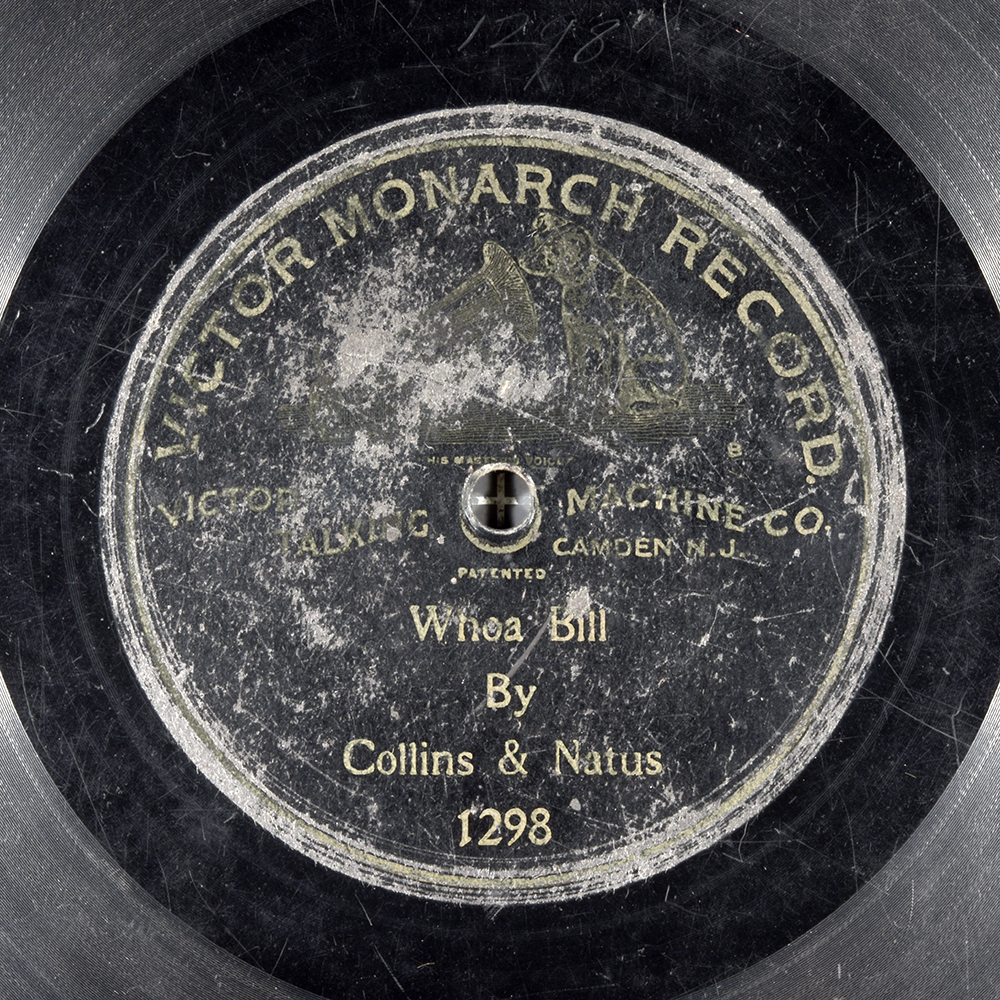 1298
VICTOR MONARCH RECORD.
HIS MASTER'S VOICE
B
VICTOR TALKING MACHINE CO.
CAMDEN N.J.
PATENTED
Whoa Bill
By
Collins & Natus
1298